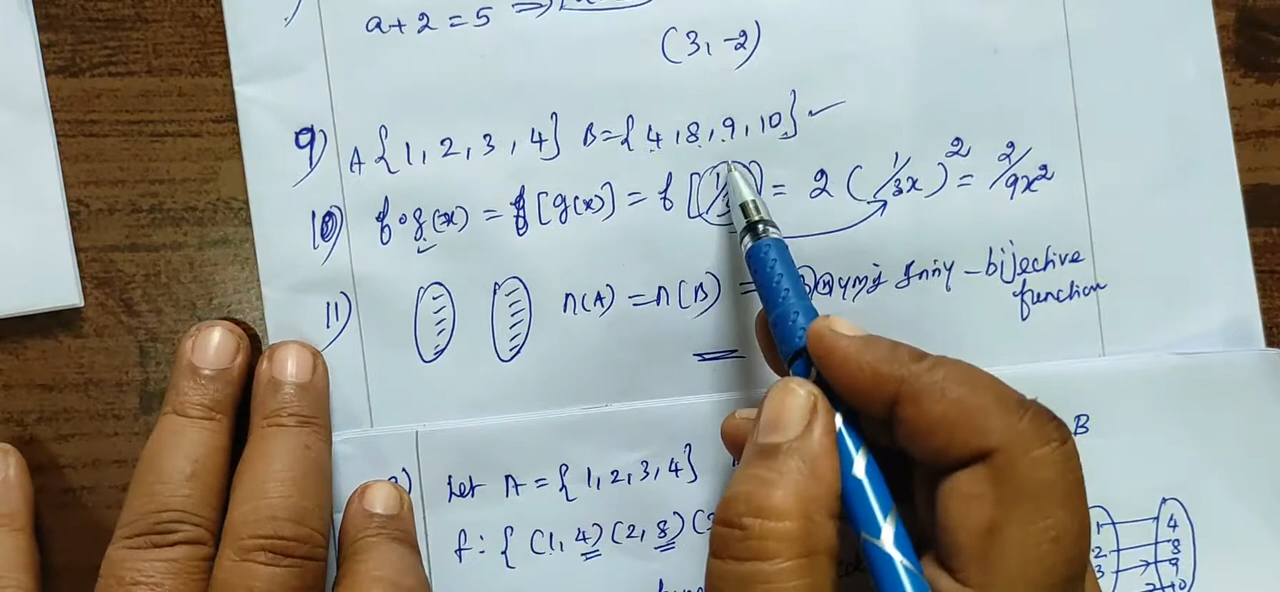 a+2=5 ⇒
(3,-2)
9) A{1,2,3,4} B={4,8,9,10} ✓
10) f∘g(x) = f[g(x)] = f[ ] = 2(1/3x)² = 2/9x²
11) n(A) = n(B) = – bijective
function
B
Let A = {1,2,3,4}
1 4
f: { (1,4)(2,8)(
2 8
3 9
10